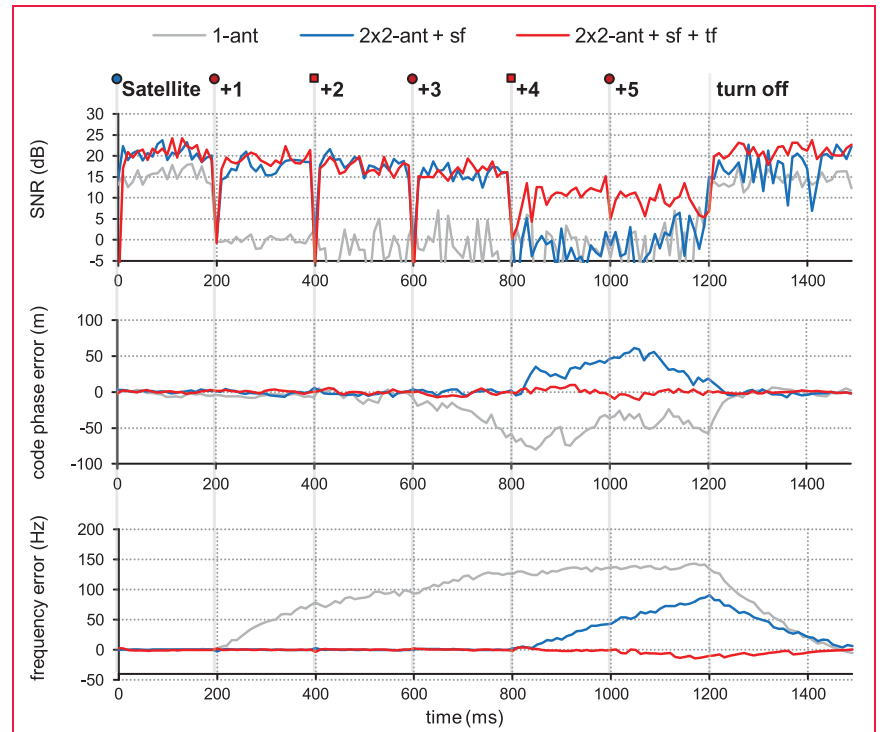 1-ant 2x2-ant + sf 2x2-ant + sf + tf
Satellite +1 +2 +3 +4 +5 turn off
SNR (dB)
30
25
20
15
10
5
0
-5
0 200 400 600 800 1000 1200 1400
code phase error (m)
100
50
0
-50
-100
0 200 400 600 800 1000 1200 1400
frequency error (Hz)
200
150
100
50
0
-50
0 200 400 600 800 1000 1200 1400
time (ms)